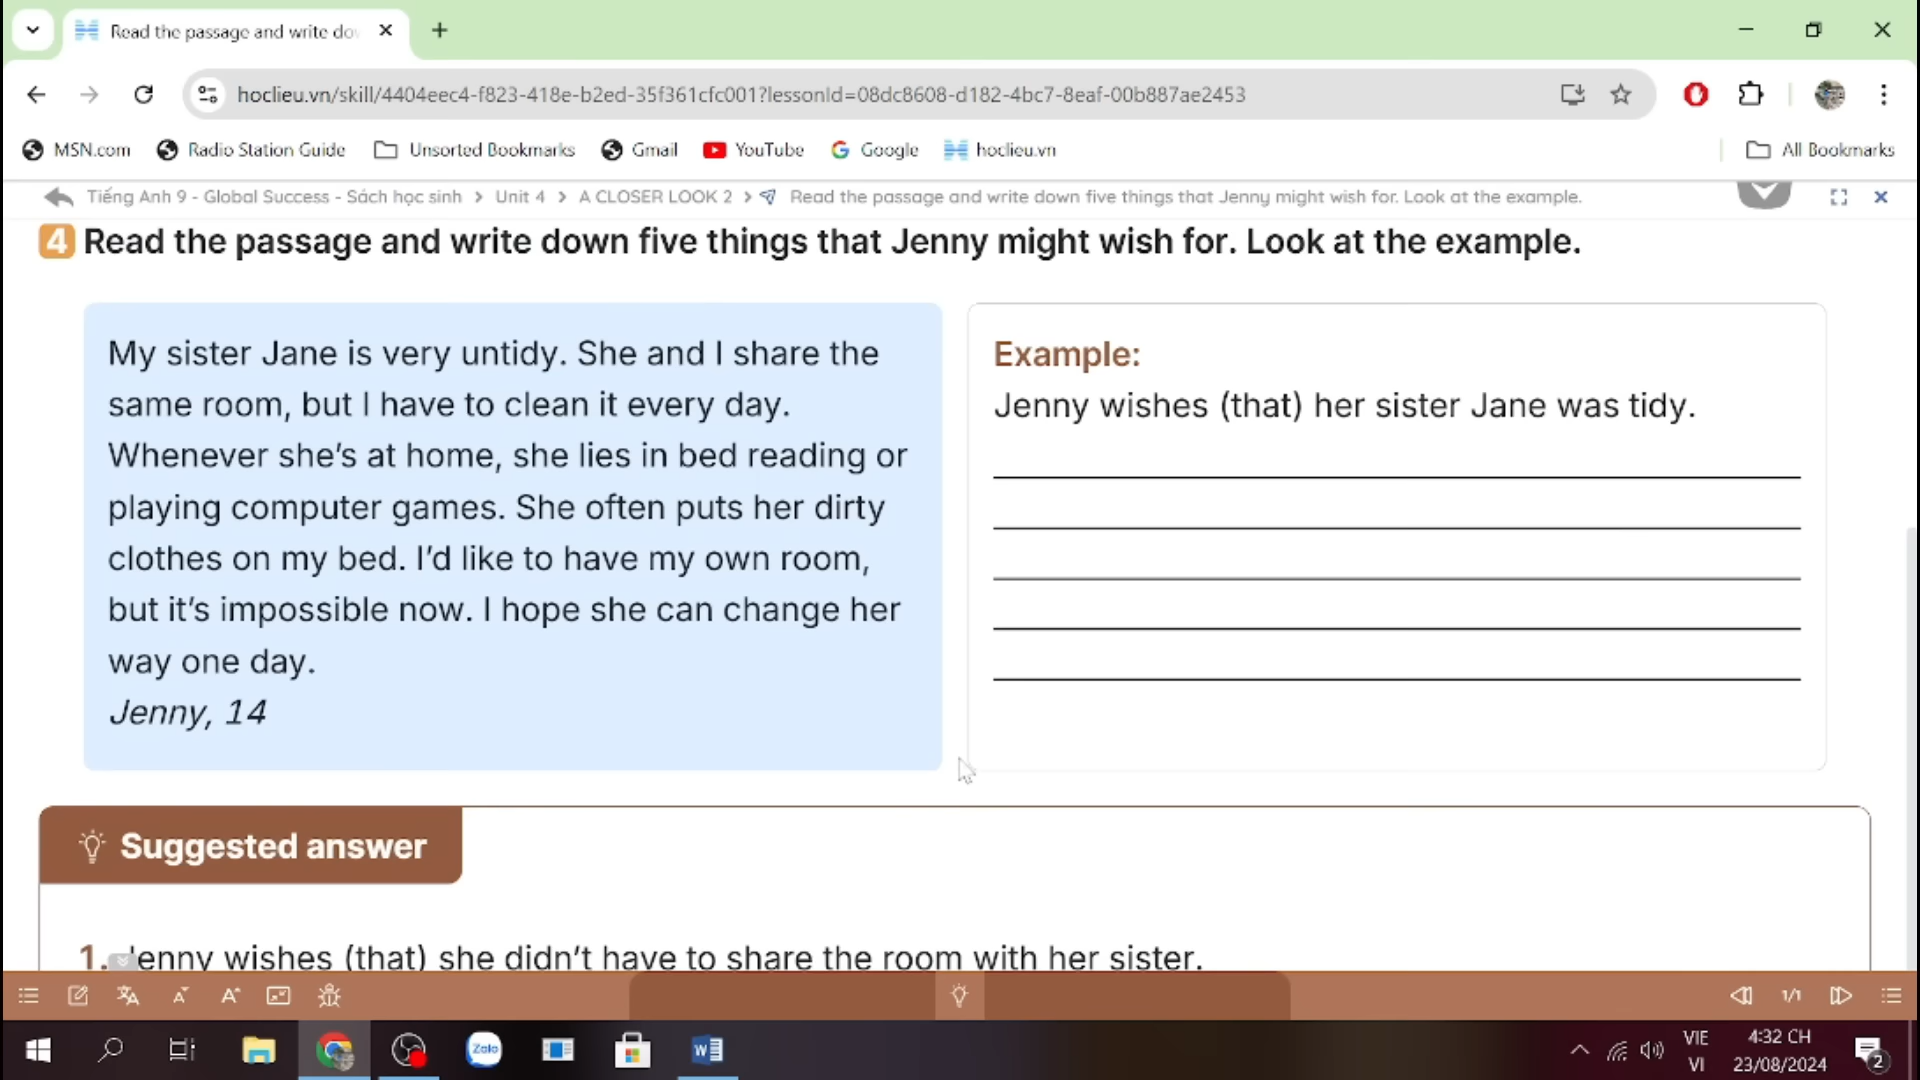 Read the passage and write do
hoclieu.vn/skill/4404eec4-f823-418e-b2ed-35f361cfc001?lessonId=08dc8608-d182-4bc7-8eaf-00b887ae2453
MSN.com Radio Station Guide Unsorted Bookmarks Gmail YouTube Google hoclieu.vn All Bookmarks
Tiếng Anh 9 - Global Success - Sách học sinh > Unit 4 > A CLOSER LOOK 2 > Read the passage and write down five things that Jenny might wish for. Look at the example.
4 Read the passage and write down five things that Jenny might wish for. Look at the example.
My sister Jane is very untidy. She and I share the
same room, but I have to clean it every day.
Whenever she's at home, she lies in bed reading or
playing computer games. She often puts her dirty
clothes on my bed. I'd like to have my own room,
but it's impossible now. I hope she can change her
way one day.
Jenny, 14
Example:
Jenny wishes (that) her sister Jane was tidy.
Suggested answer
1. Jenny wishes (that) she didn't have to share the room with her sister.
1/1
Zalo
VIE
VI
4:32 CH
23/08/2024
2